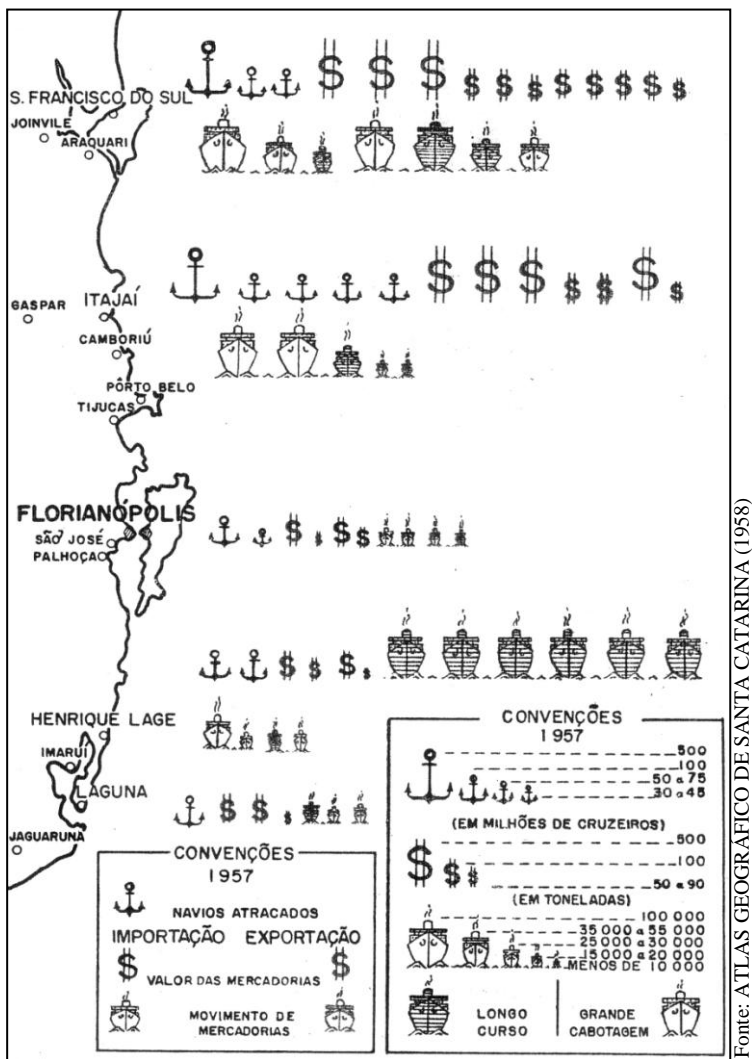 S. FRANCISCO DO SUL
JOINVILE
ARAQUARI
GASPAR
ITAJAÍ
CAMBORIÚ
PÔRTO BELO
TIJUCAS
FLORIANÓPOLIS
SÃO JOSÉ
PALHOÇA
HENRIQUE LAGE
IMARUÍ
LAGUNA
JAGUARUNA
CONVENÇÕES
1957
NAVIOS ATRACADOS
IMPORTAÇÃO EXPORTAÇÃO
VALOR DAS MERCADORIAS
MOVIMENTO DE
MERCADORIAS
CONVENÇÕES
1957
500
100
50 a 75
30 a 45
(EM MILHÕES DE CRUZEIROS)
500
100
50 a 90
(EM TONELADAS)
100 000
35 000 a 55 000
25 000 a 30 000
15 000 a 20 000
MENOS DE 10 000
LONGO
CURSO
GRANDE
CABOTAGEM
Fonte: ATLAS GEOGRÁFICO DE SANTA CATARINA (1958)